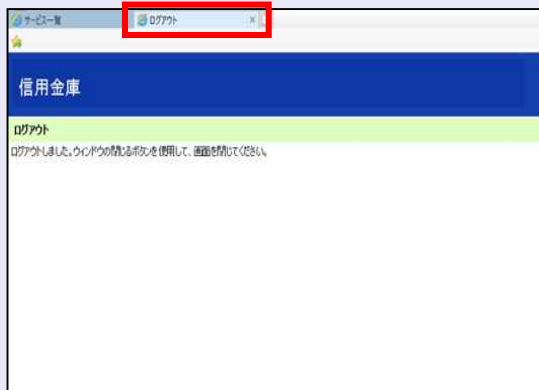 サービス一覧
ログアウト
信用金庫
ログアウト
ログアウトしました。ウィンドウの閉じるボタンを使用して、画面を閉じてください。